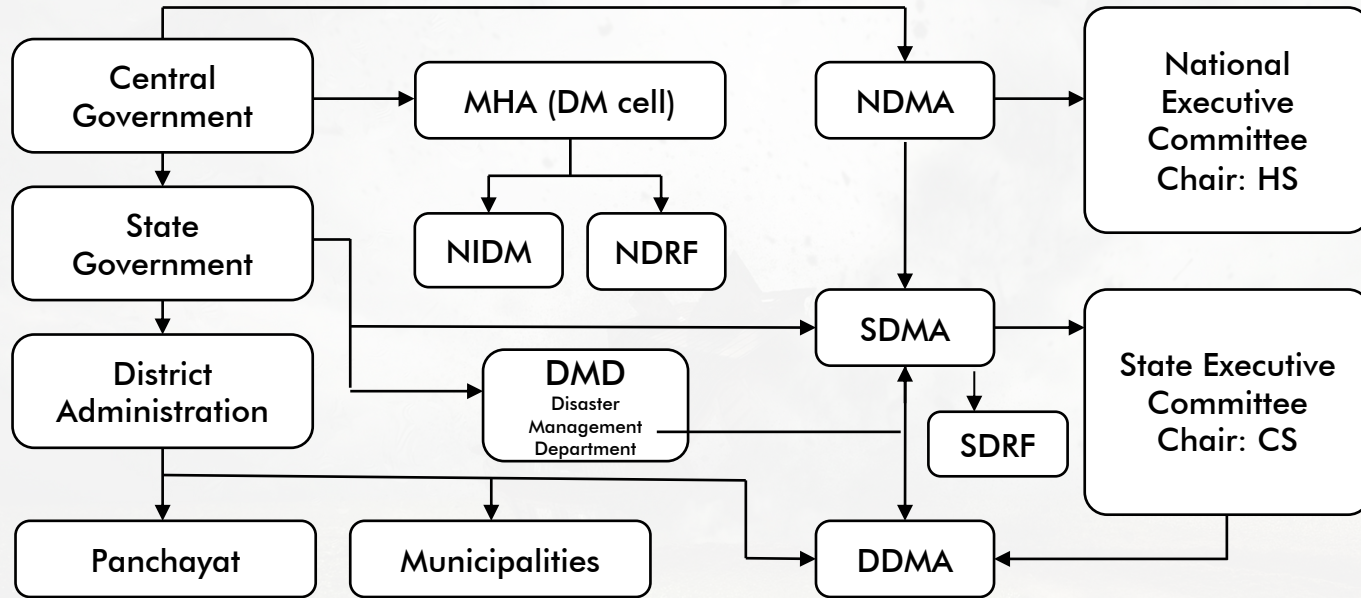 Central
Government
MHA (DM cell)
NDMA
National
Executive
Committee
Chair: HS
State
Government
NIDM
NDRF
SDMA
District
Administration
DMD
Disaster
Management
Department
SDRF
State Executive
Committee
Chair: CS
Panchayat
Municipalities
DDMA